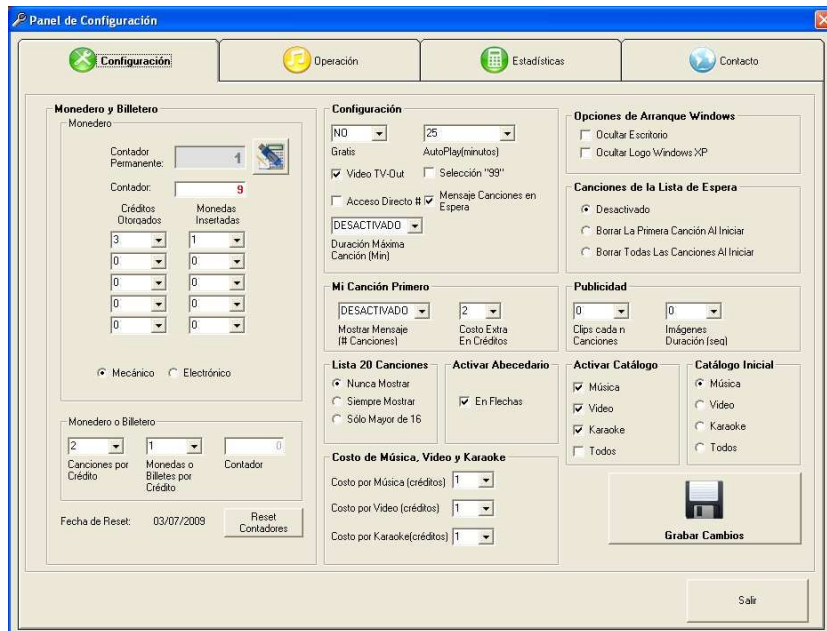 Panel de Configuración
Configuración
Operación
Estadísticas
Contacto
Monedero y Billetero
Monedero
Contador
Permanente:
1
Contador:
9
Créditos
Otorgados
Monedas
Insertadas
3
1
0
0
0
0
0
0
0
0
Mecánico
Electrónico
Monedero o Billetero
2
1
0
Canciones por
Crédito
Monedas o
Billetes por
Crédito
Contador
Fecha de Reset:
03/07/2009
Reset
Contadores
Configuración
NO
25
Gratis
AutoPlay(minutos)
Video TV-Out
Selección "99"
Acceso Directo #
Mensaje Canciones en
Espera
DESACTIVADO
Duración Máxima
Canción (Min)
Mi Canción Primero
DESACTIVADO
2
Mostrar Mensaje
(# Canciones)
Costo Extra
En Créditos
Lista 20 Canciones
Nunca Mostrar
Siempre Mostrar
Sólo Mayor de 16
Activar Abecedario
En Flechas
Costo de Música, Video y Karaoke
Costo por Música (créditos)
1
Costo por Video (créditos)
1
Costo por Karaoke(créditos)
1
Opciones de Arranque Windows
Ocultar Escritorio
Ocultar Logo Windows XP
Canciones de la Lista de Espera
Desactivado
Borrar La Primera Canción Al Iniciar
Borrar Todas Las Canciones Al Iniciar
Publicidad
0
0
Clips cada n
Canciones
Imágenes
Duración (seg)
Activar Catálogo
Música
Video
Karaoke
Todos
Catálogo Inicial
Música
Video
Karaoke
Todos
Grabar Cambios
Salir